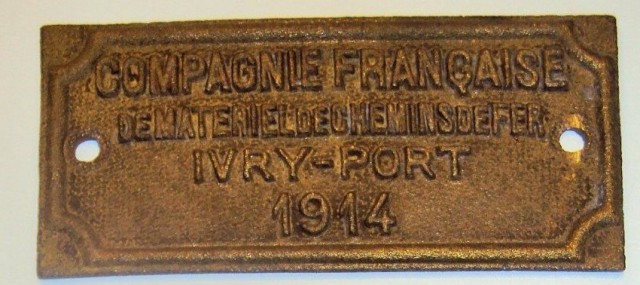 COMPAGNIE FRANÇAISE
DE MATERIEL DE CHEMINS DE FER
IVRY-PORT
1914